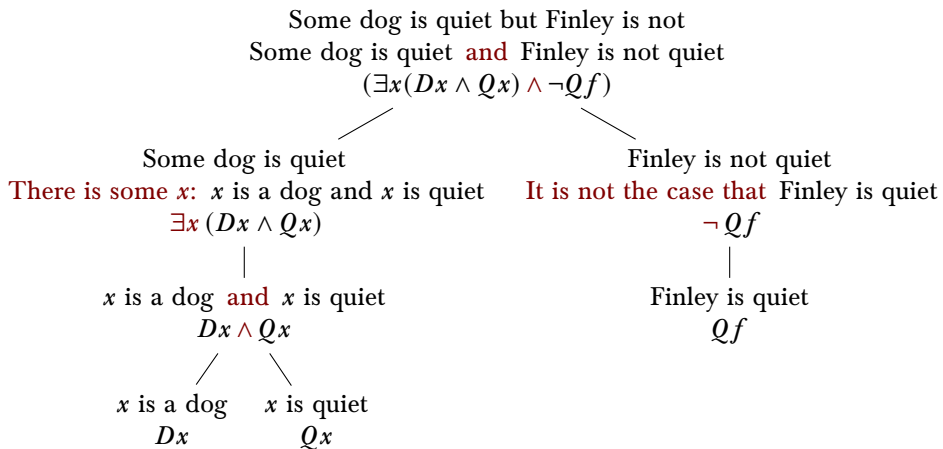 Some dog is quiet but Finley is not
Some dog is quiet and Finley is not quiet
(∃x(Dx ∧ Qx) ∧ ¬Qf)
Some dog is quiet
There is some x: x is a dog and x is quiet
∃x (Dx ∧ Qx)
Finley is not quiet
It is not the case that Finley is quiet
¬ Qf
x is a dog and x is quiet
Dx ∧ Qx
Finley is quiet
Qf
x is a dog
Dx
x is quiet
Qx